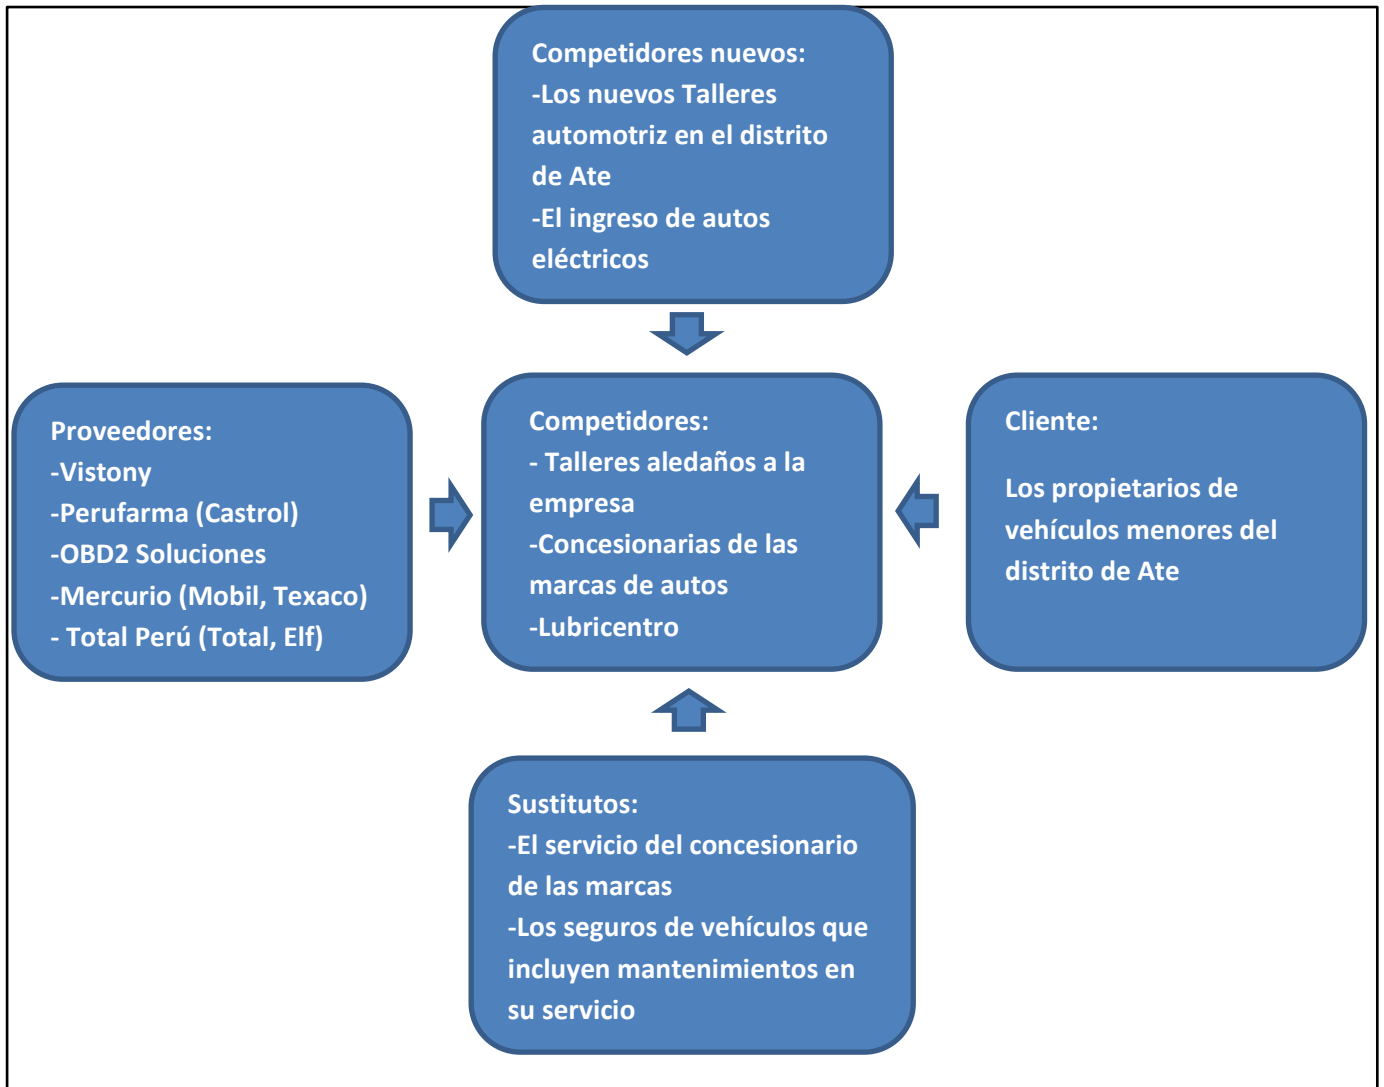 Competidores nuevos:
-Los nuevos Talleres
automotriz en el distrito
de Ate
-El ingreso de autos
eléctricos
Proveedores:
-Vistony
-Perufarma (Castrol)
-OBD2 Soluciones
-Mercurio (Mobil, Texaco)
- Total Perú (Total, Elf)
Competidores:
- Talleres aledaños a la
empresa
-Concesionarias de las
marcas de autos
-Lubricentro
Cliente:
Los propietarios de
vehículos menores del
distrito de Ate
Sustitutos:
-El servicio del concesionario
de las marcas
-Los seguros de vehículos que
incluyen mantenimientos en
su servicio